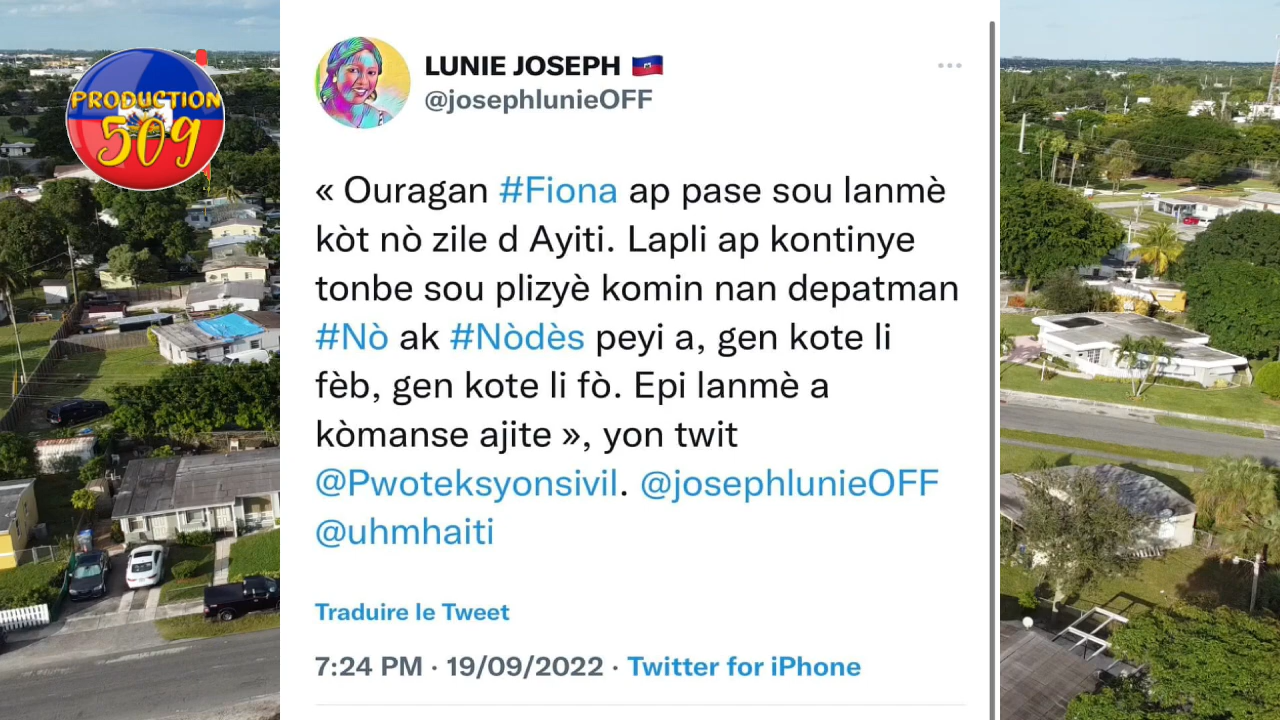 PRODUCTION
509
LUNIE JOSEPH 🇭🇹
@josephlunieOFF
« Ouragan #Fiona ap pase sou lanmè
kòt nò zile d Ayiti. Lapli ap kontinye
tonbe sou plizyè komin nan depatman
#Nò ak #Nòdès peyi a, gen kote li
fèb, gen kote li fò. Epi lanmè a
kòmanse ajite », yon twit
@Pwoteksyonsivil. @josephlunieOFF
@uhmhaiti
Traduire le Tweet
7:24 PM · 19/09/2022 · Twitter for iPhone